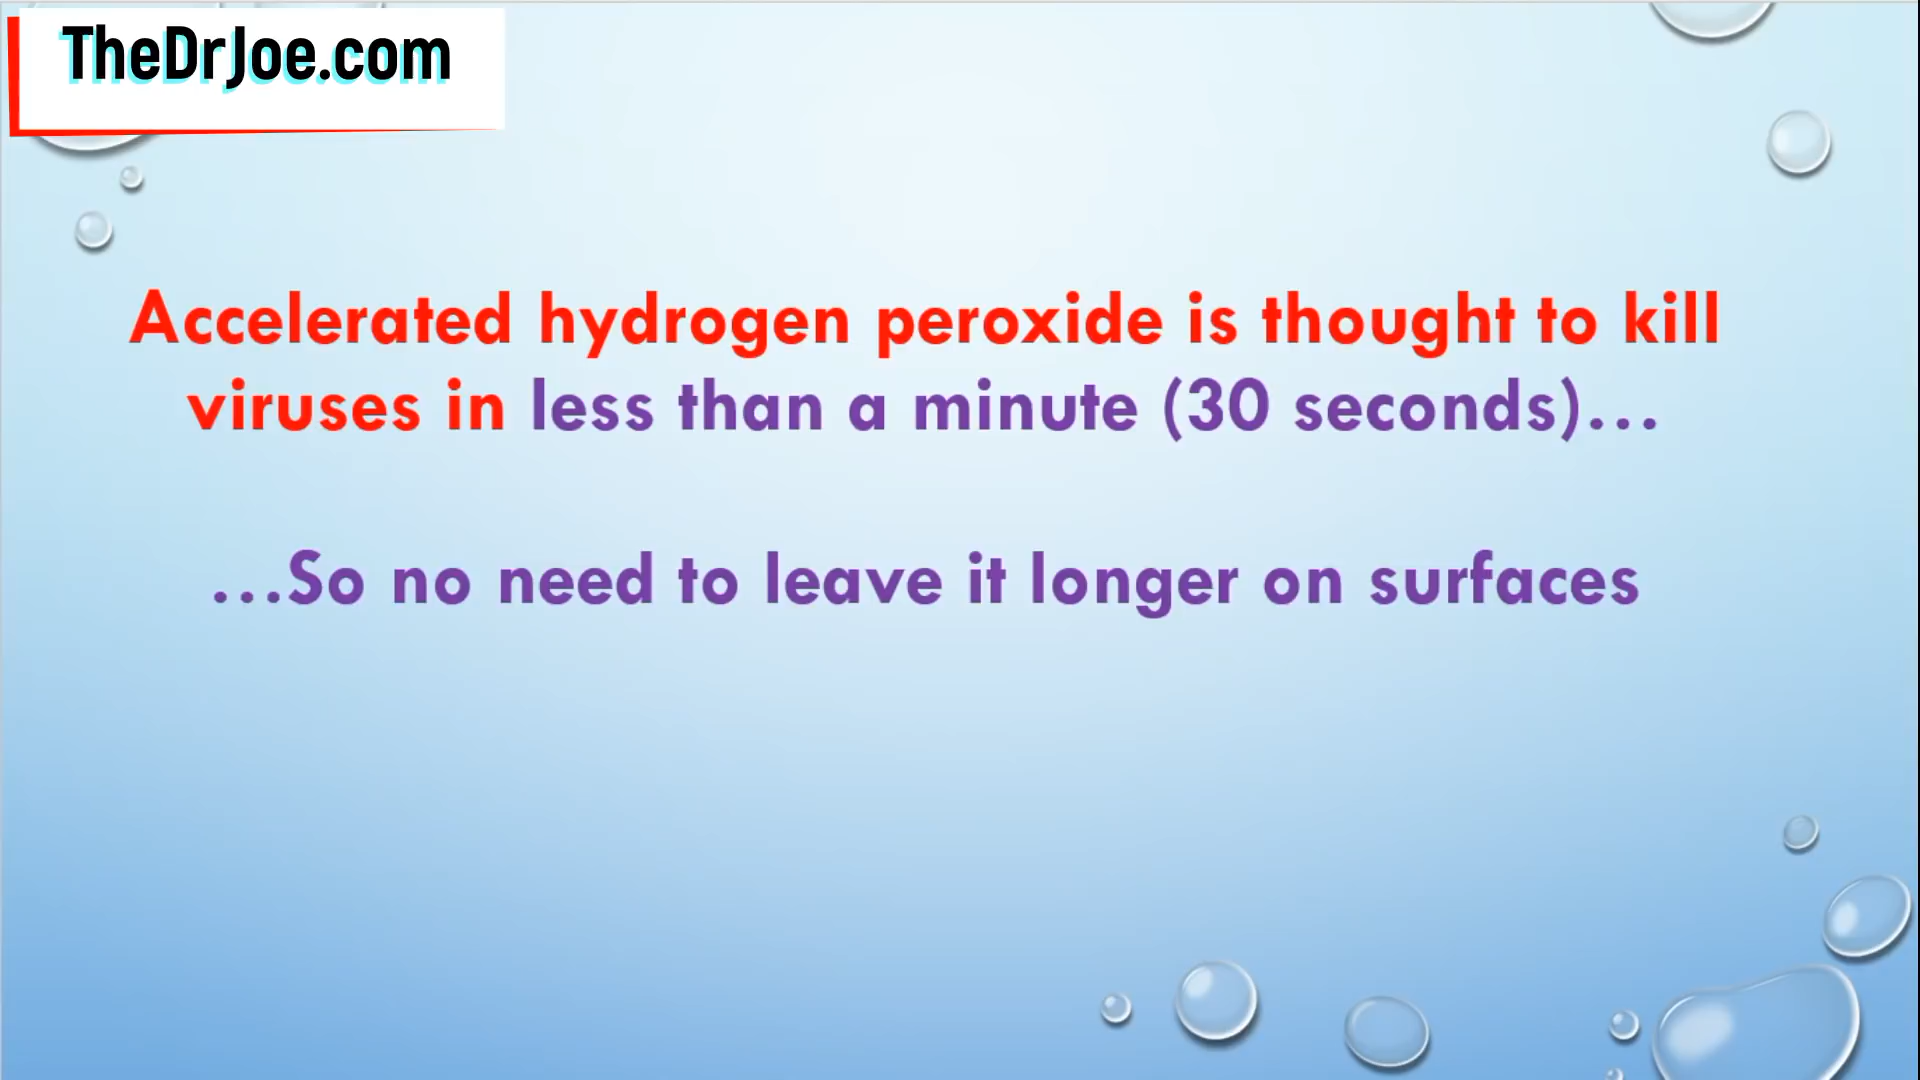 TheDrJoe.com
Accelerated hydrogen peroxide is thought to kill
viruses in less than a minute (30 seconds)...
...So no need to leave it longer on surfaces